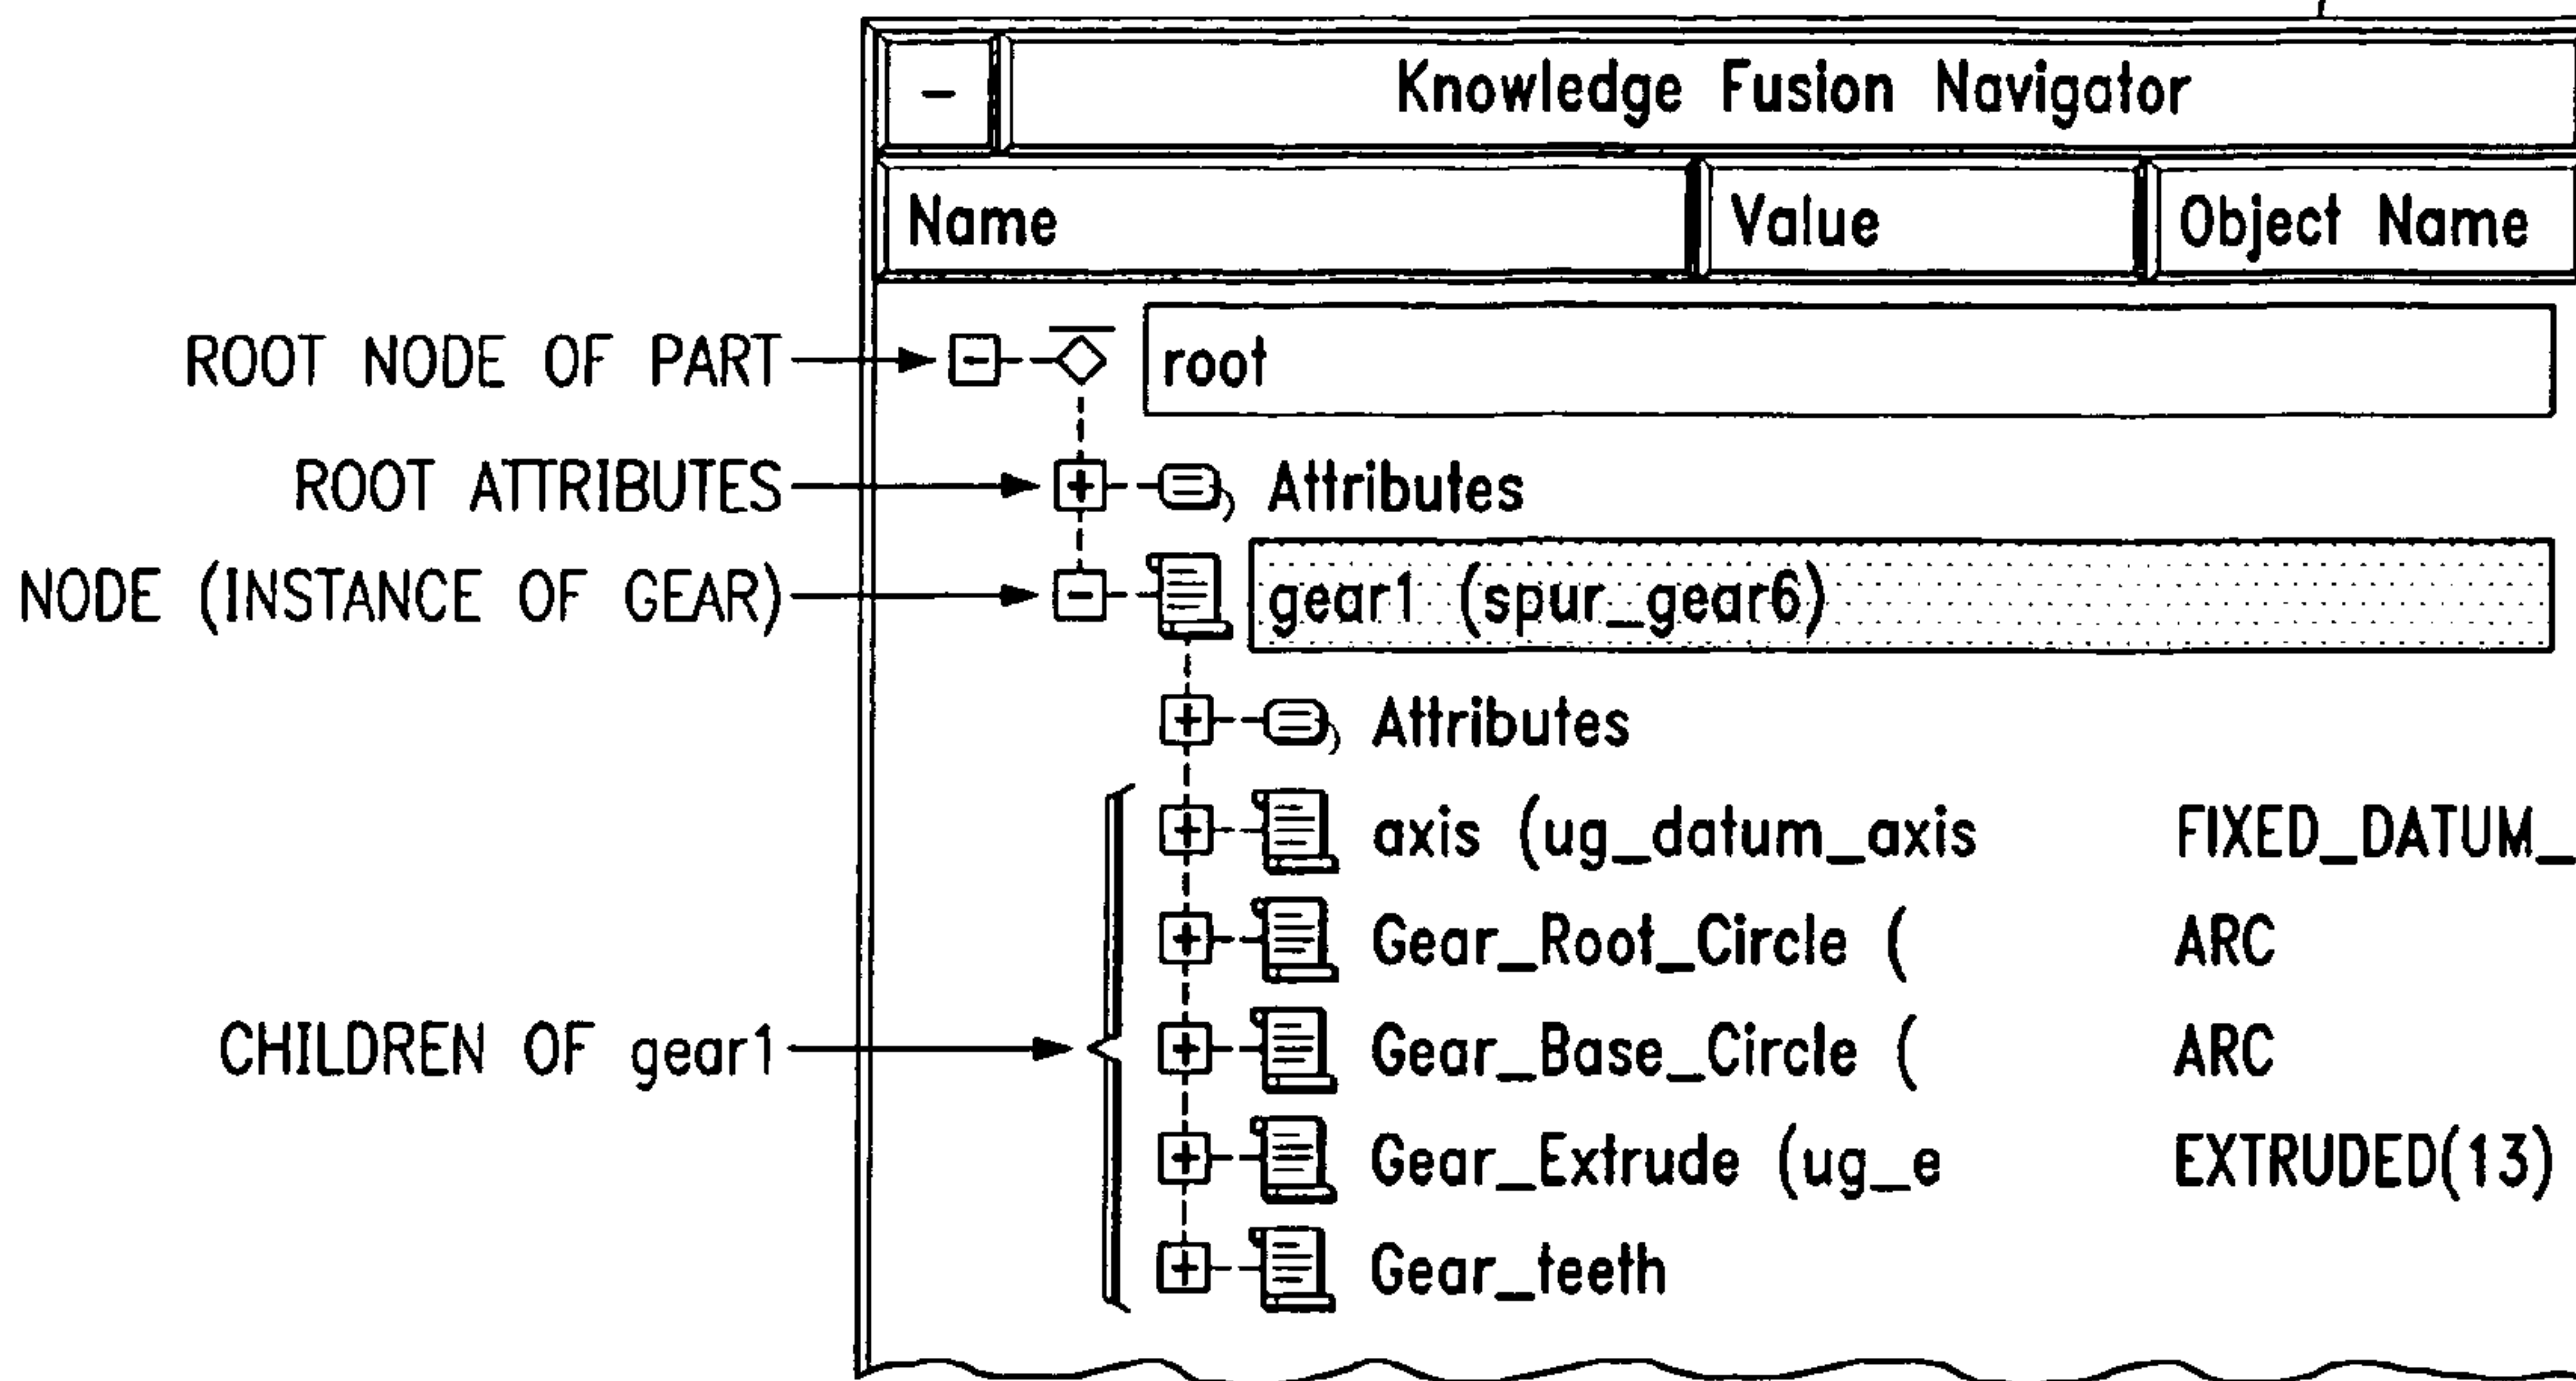 Knowledge Fusion Navigator
Name Value Object Name
ROOT NODE OF PART root
ROOT ATTRIBUTES Attributes
NODE (INSTANCE OF GEAR) gear1 (spur_gear6)
Attributes
axis (ug_datum_axis FIXED_DATUM_
Gear_Root_Circle ( ARC
CHILDREN OF gear1 Gear_Base_Circle ( ARC
Gear_Extrude (ug_e EXTRUDED(13)
Gear_teeth